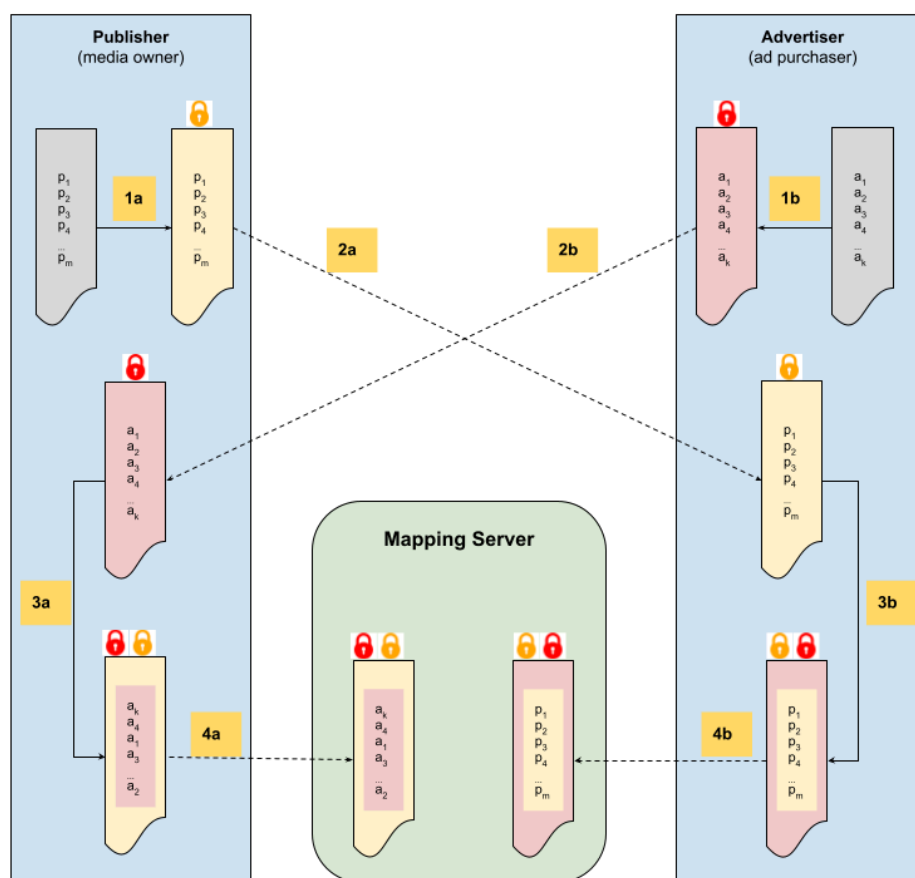 Publisher
(media owner)
Advertiser
(ad purchaser)
p1
p2
p3
p4
...
pm
1a
p1
p2
p3
p4
...
pm
2a
2b
a1
a2
a3
a4
...
ak
1b
a1
a2
a3
a4
...
ak
a1
a2
a3
a4
...
ak
p1
p2
p3
p4
...
pm
Mapping Server
3a
3b
ak
a4
a1
a3
...
a2
4a
ak
a4
a1
a3
...
a2
p1
p2
p3
p4
...
pm
4b
p1
p2
p3
p4
...
pm